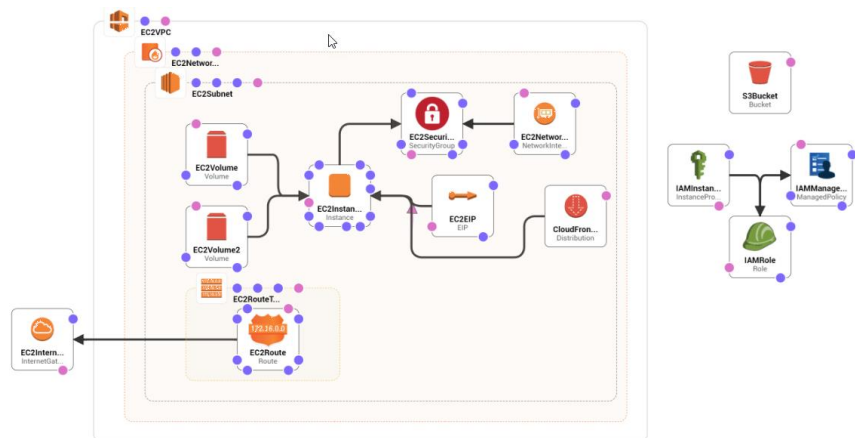 EC2VPC
EC2Networ...
EC2Subnet
EC2Volume
Volume
EC2Volume2
Volume
EC2Instan...
Instance
EC2Securi...
SecurityGroup
EC2Networ...
NetworkInte...
EC2EIP
EIP
CloudFron...
Distribution
EC2RouteT...
172.16.0.0
EC2Route
Route
EC2Intern...
InternetGat...
S3Bucket
Bucket
IAMInstan...
InstancePro...
IAMManage...
ManagedPolicy
IAMRole
Role